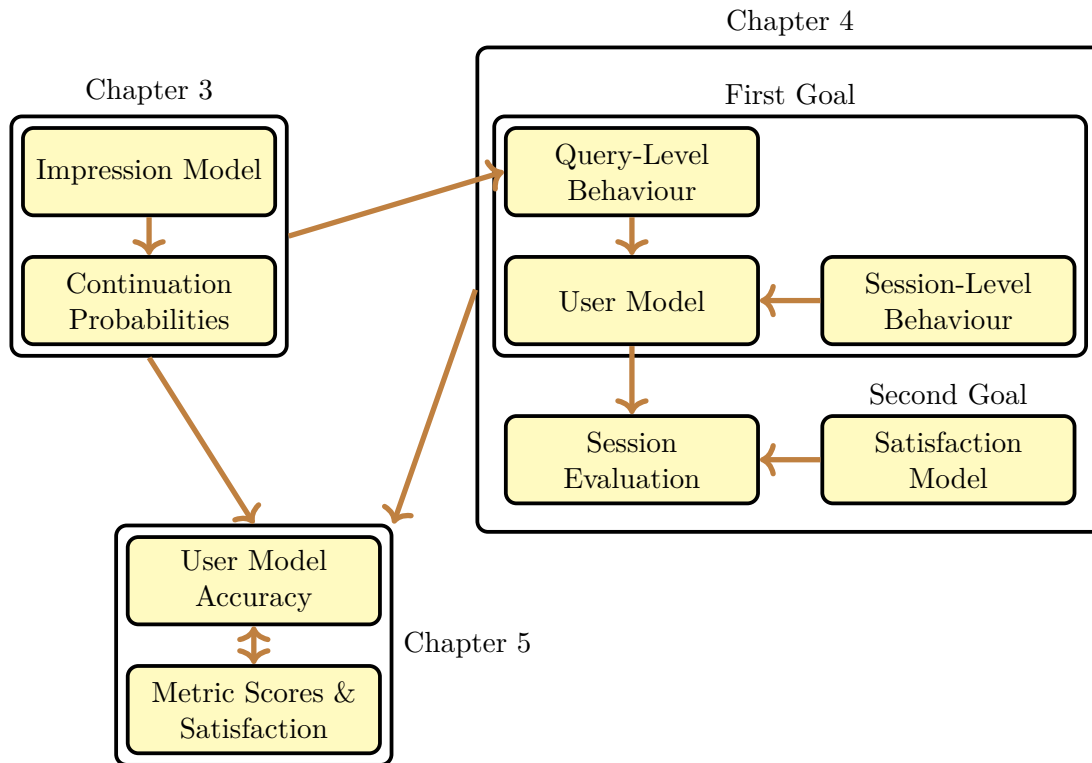 Chapter 3
Impression Model
Continuation
Probabilities
Chapter 4
First Goal
Query-Level
Behaviour
User Model
Session-Level
Behaviour
Second Goal
Session
Evaluation
Satisfaction
Model
User Model
Accuracy
Chapter 5
Metric Scores &
Satisfaction